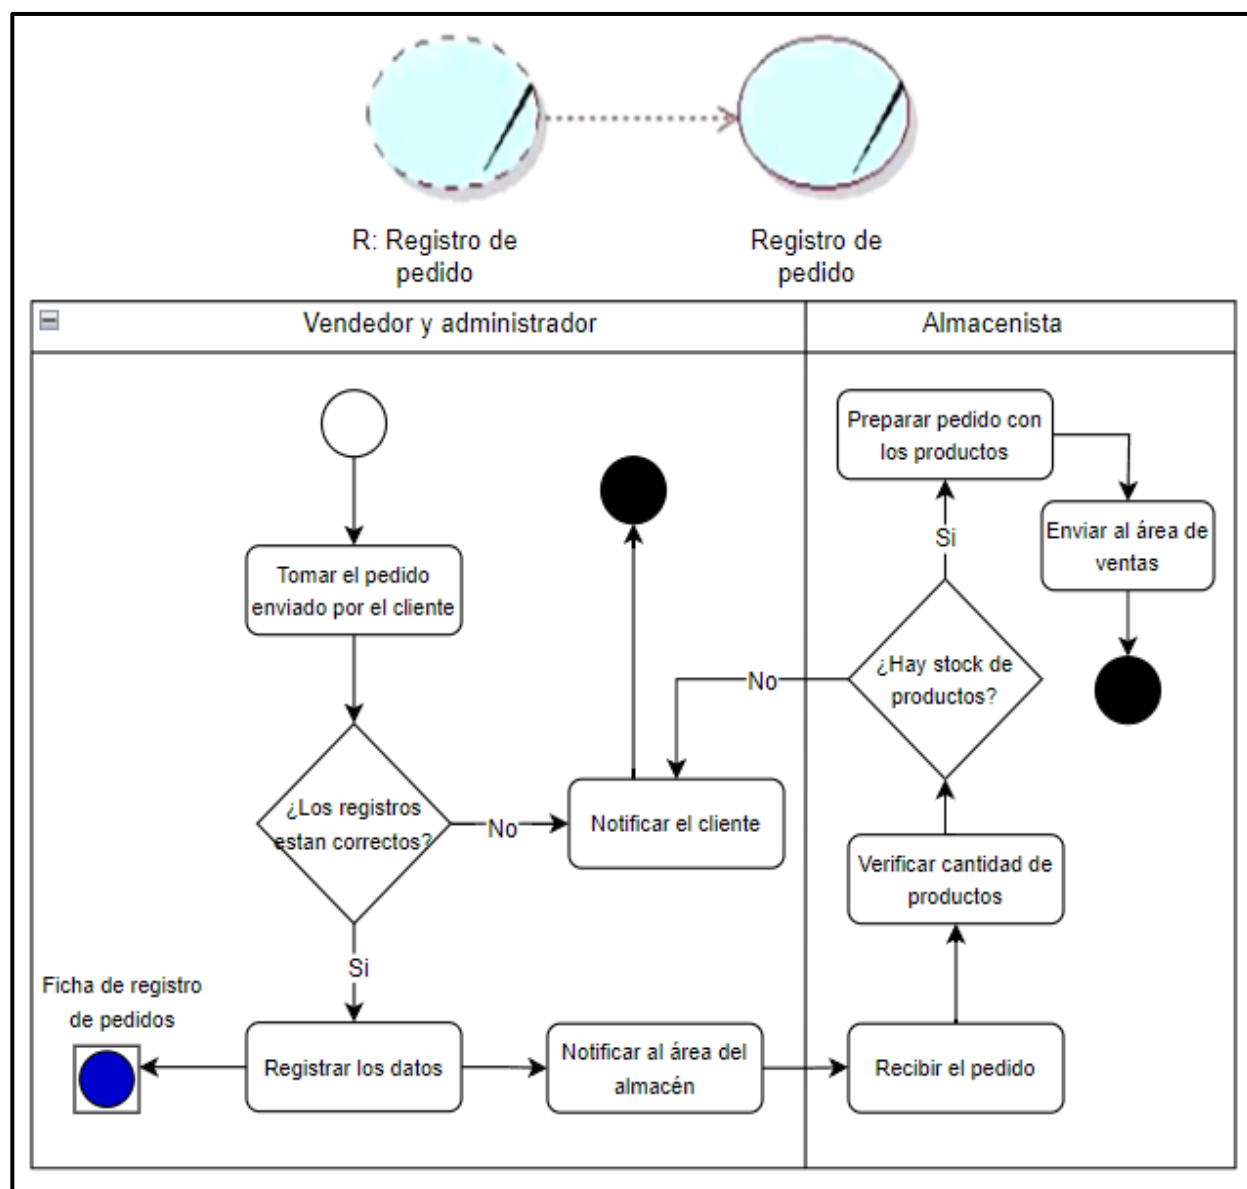 R: Registro de
pedido
Registro de
pedido
Vendedor y administrador
Almacenista
Preparar pedido con
los productos
Si
Enviar al área de
ventas
Tomar el pedido
enviado por el cliente
¿Hay stock de
productos?
No
¿Los registros
estan correctos?
No
Notificar el cliente
Verificar cantidad de
productos
Si
Ficha de registro
de pedidos
Registrar los datos
Notificar al área del
almacén
Recibir el pedido